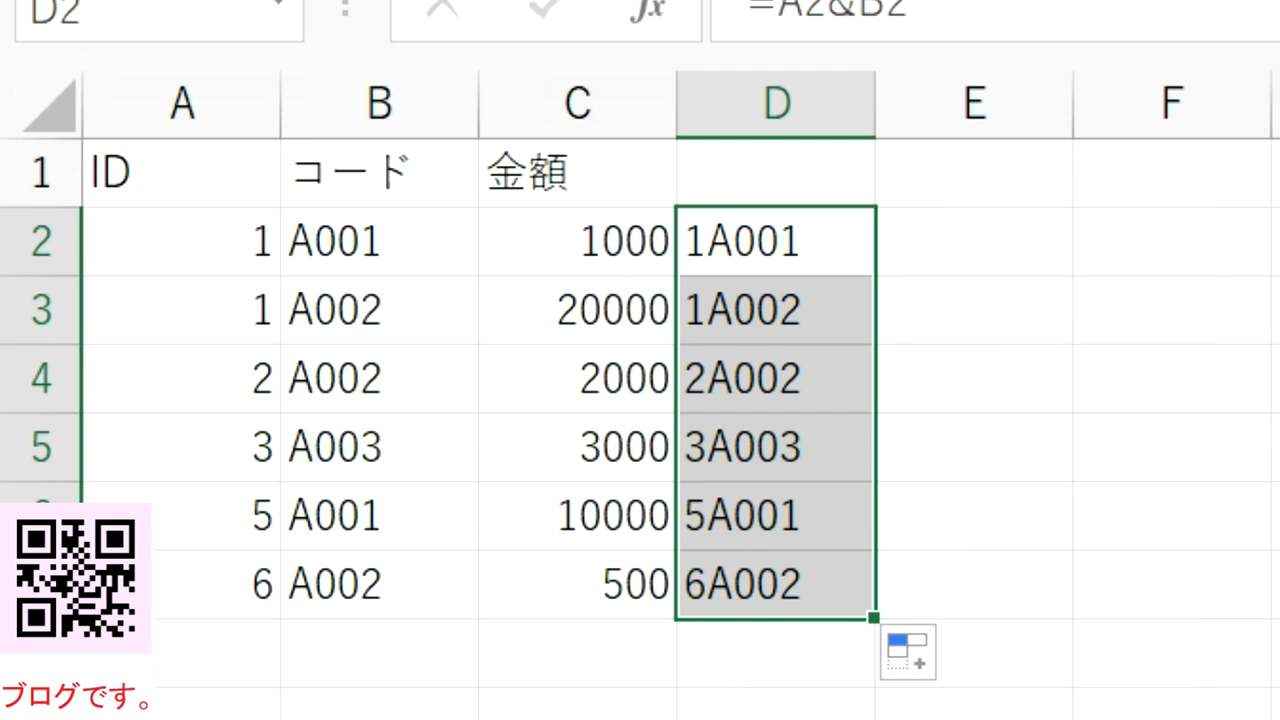 D2 fx =A2&B2
A B C D E F
1 ID コード 金額
2 1 A001 1000 1A001
3 1 A002 20000 1A002
4 2 A002 2000 2A002
5 3 A003 3000 3A003
5 A001 10000 5A001
6 A002 500 6A002
ブログです。